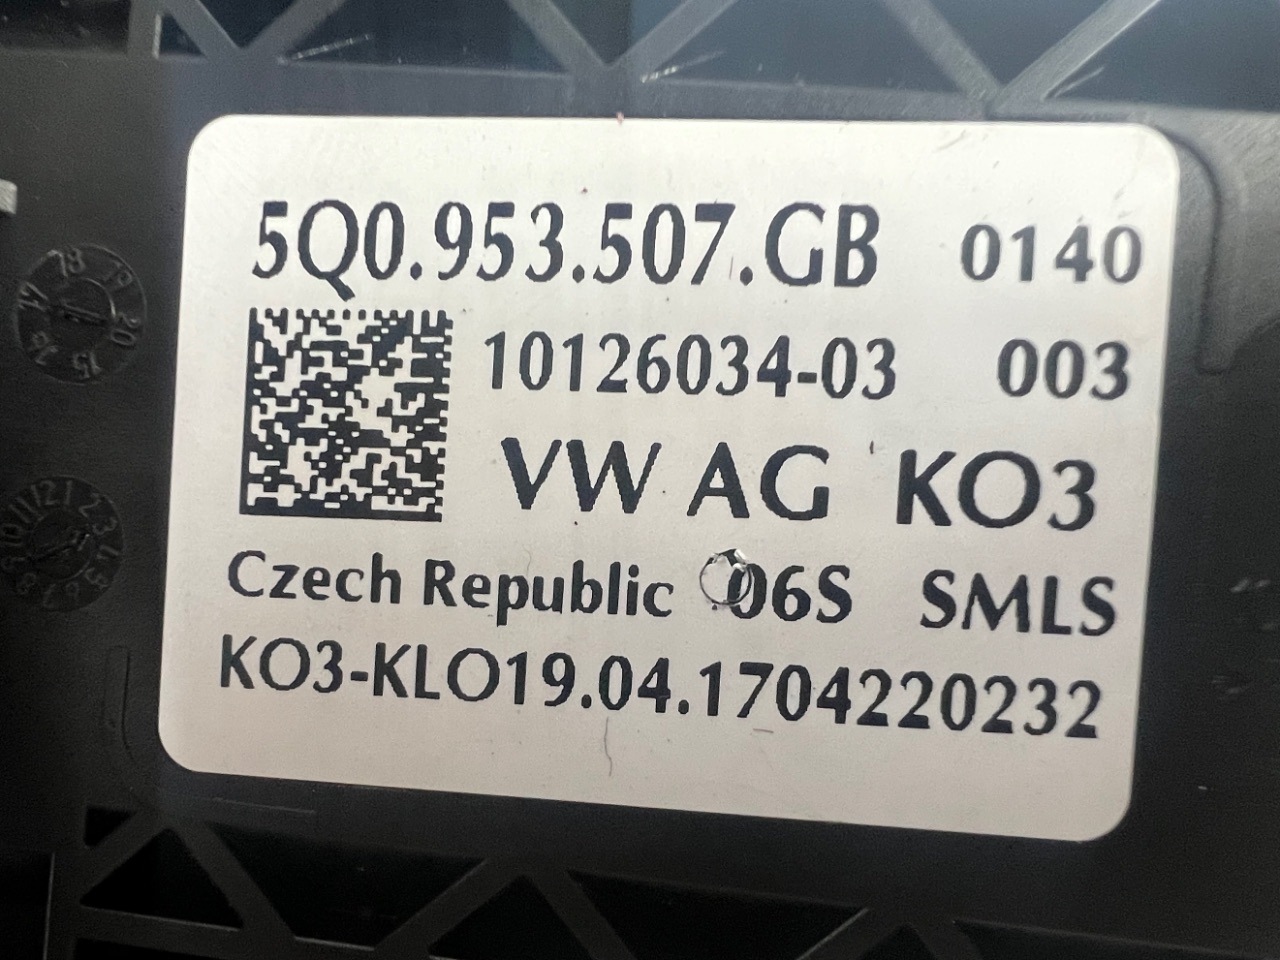 5Q0.953.507.GB 0140
10126034-03 003
VW AG KO3
Czech Republic 06S SMLS
KO3-KLO19.04.1704220232